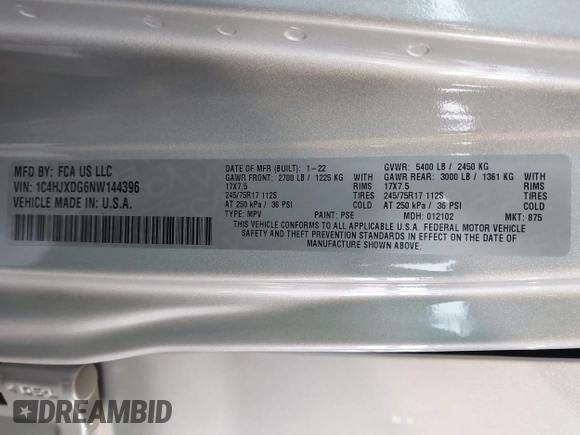 MFD BY: FCA US LLC
VIN: 1C4HJXDG6NW144396
VEHICLE MADE IN: U.S.A.
DATE OF MFR (BUILT): 1-22
GAWR FRONT: 2700 LB / 1225 KG
17X7.5 RIMS
245/75R17 112S TIRES
AT 250 kPa / 36 PSI COLD
TYPE: MPV PAINT: PSE
GVWR: 5400 LB / 2450 KG
GAWR REAR: 3000 LB / 1361 KG
17X7.5 RIMS
245/75R17 112S TIRES
AT 250 kPa / 36 PSI COLD
MDH: 012102 MKT: 875
THIS VEHICLE CONFORMS TO ALL APPLICABLE U.S.A. FEDERAL MOTOR VEHICLE
SAFETY AND THEFT PREVENTION STANDARDS IN EFFECT ON THE DATE OF
MANUFACTURE SHOWN ABOVE.
DREAMBID